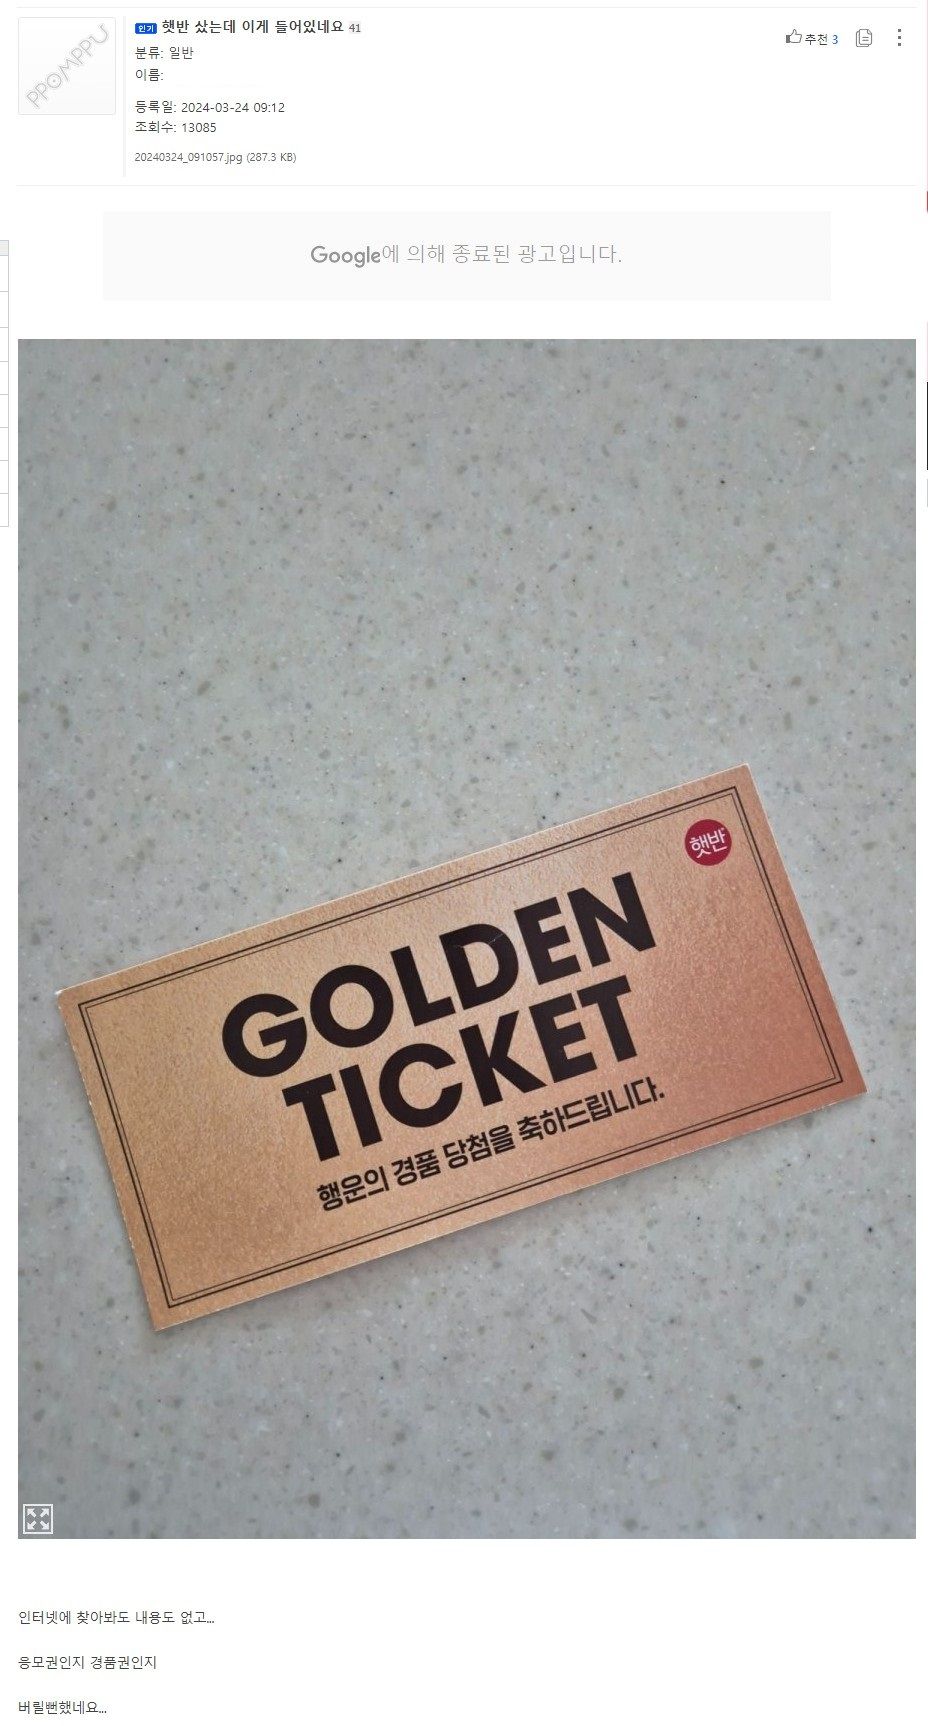 PPOMPPU
인기 햇반 샀는데 이게 들어있네요 41
추천 3
분류: 일반
이름:
등록일: 2024-03-24 09:12
조회수: 13085
20240324_091057.jpg (287.3 KB)
Google에 의해 종료된 광고입니다.
햇반
GOLDEN
TICKET
행운의 경품 당첨을 축하드립니다.
인터넷에 찾아봐도 내용도 없고...
응모권인지 경품권인지
버릴뻔했네요...